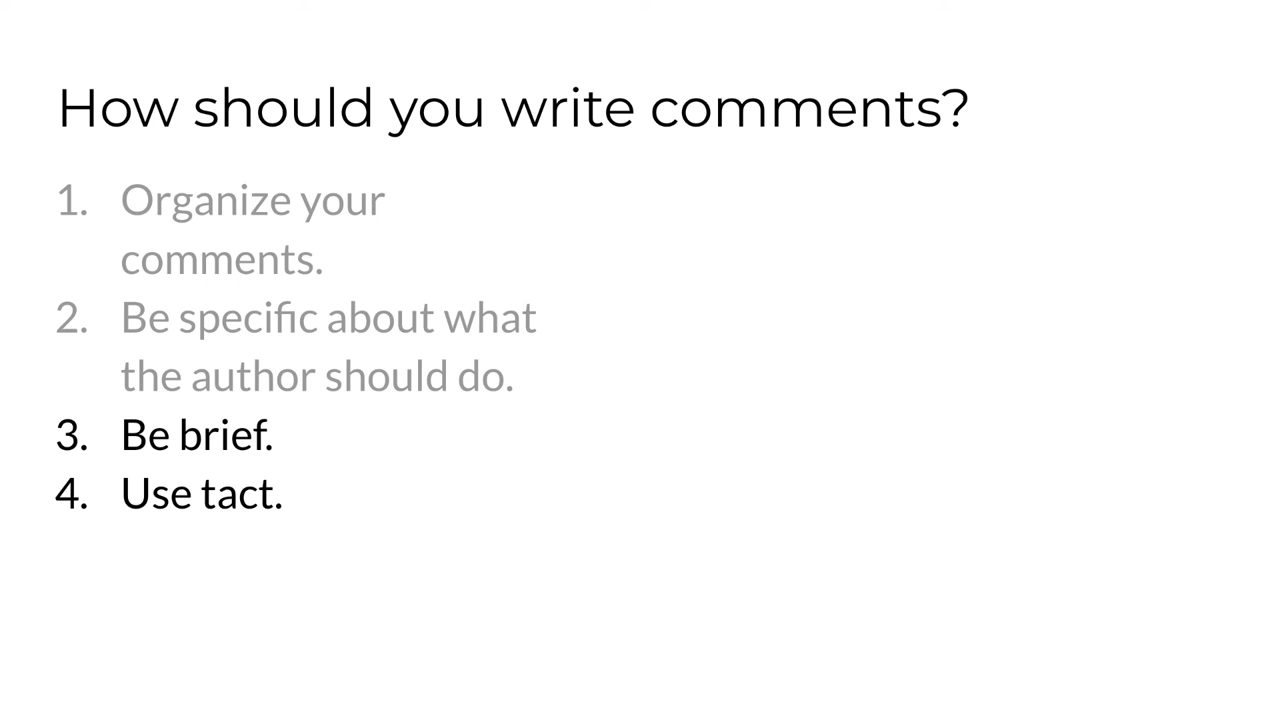 How should you write comments?
1. Organize your
comments.
2. Be specific about what
the author should do.
3. Be brief.
4. Use tact.